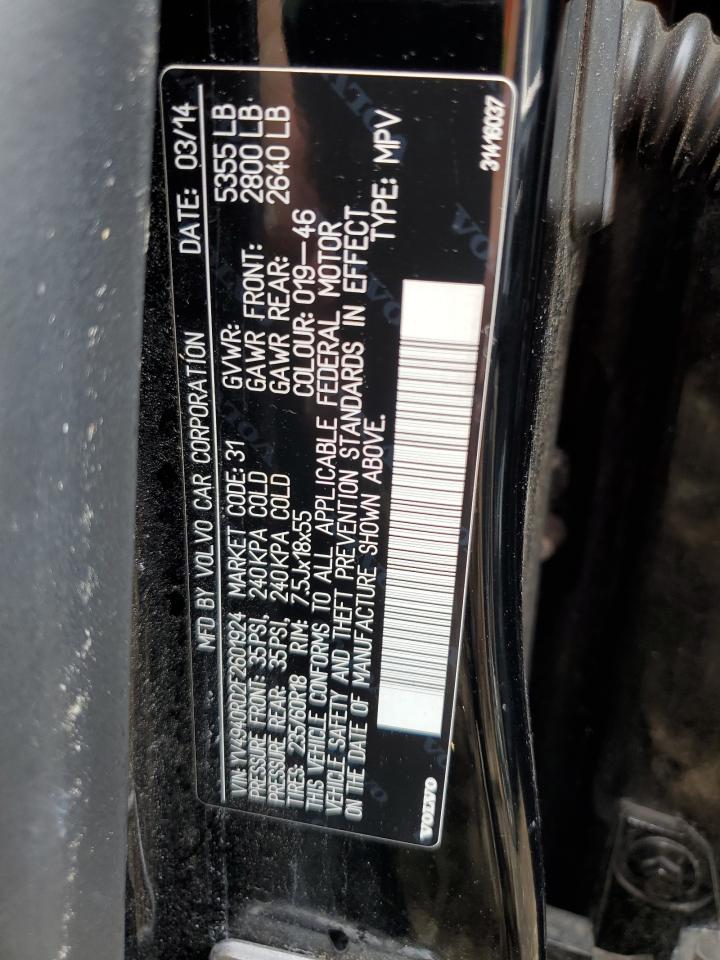 MFD BY VOLVO CAR CORPORATION DATE: 03/14
VIN: YV4940RD2F2601924 MARKET CODE: 31 GVWR: 5355 LB
PRESSURE FRONT: 35PSI, 240KPA COLD GAWR FRONT: 2800 LB
PRESSURE REAR: 35PSI, 240KPA COLD GAWR REAR: 2640 LB
TIRES: 235/60R18 RIM: 7.5Jx18x55 COLOUR: 019-46
THIS VEHICLE CONFORMS TO ALL APPLICABLE FEDERAL MOTOR
VEHICLE SAFETY AND THEFT PREVENTION STANDARDS IN EFFECT
ON THE DATE OF MANUFACTURE SHOWN ABOVE. TYPE: MPV
VOLVO 31416037